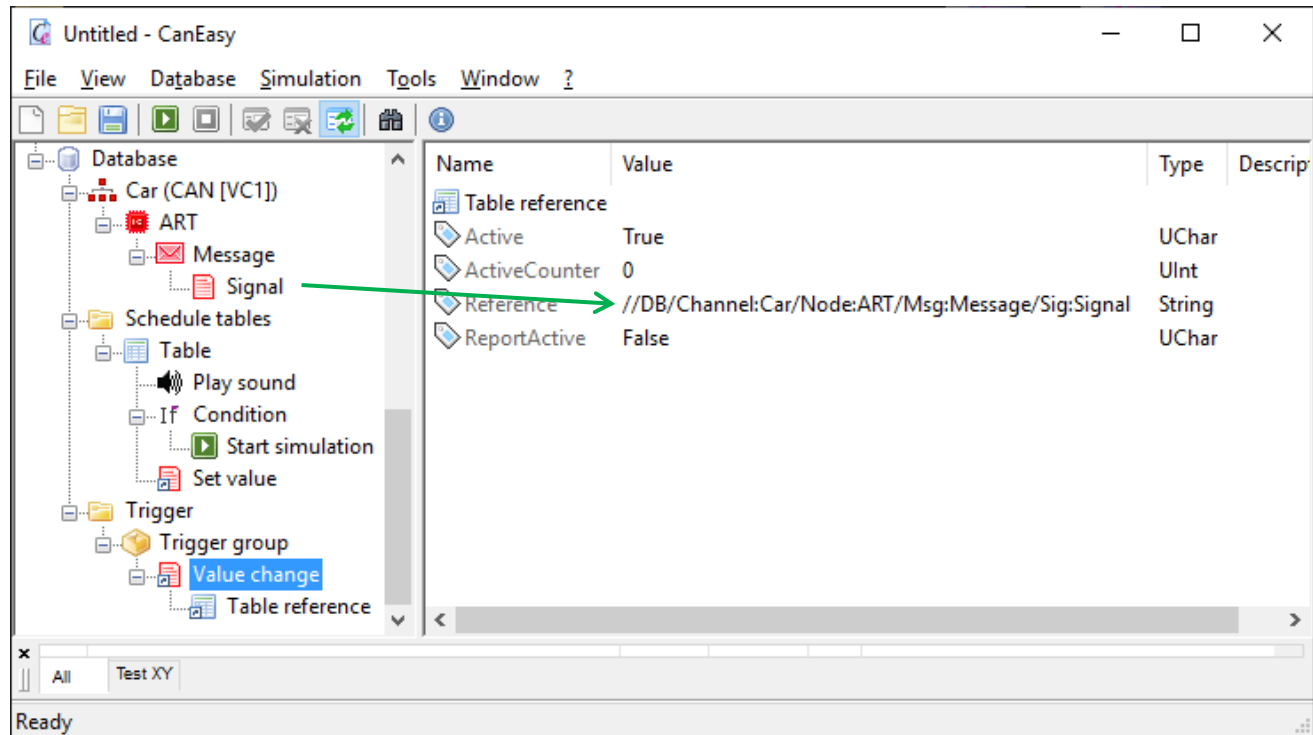 Untitled - CanEasy
File View Database Simulation Tools Window ?
Database
Car (CAN [VC1])
ART
Message
Signal
Schedule tables
Table
Play sound
If Condition
Start simulation
Set value
Trigger
Trigger group
Value change
Table reference
Name Value Type Descrip
Table reference
Active True UChar
ActiveCounter 0 UInt
Reference //DB/Channel:Car/Node:ART/Msg:Message/Sig:Signal String
ReportActive False UChar
All Test XY
Ready